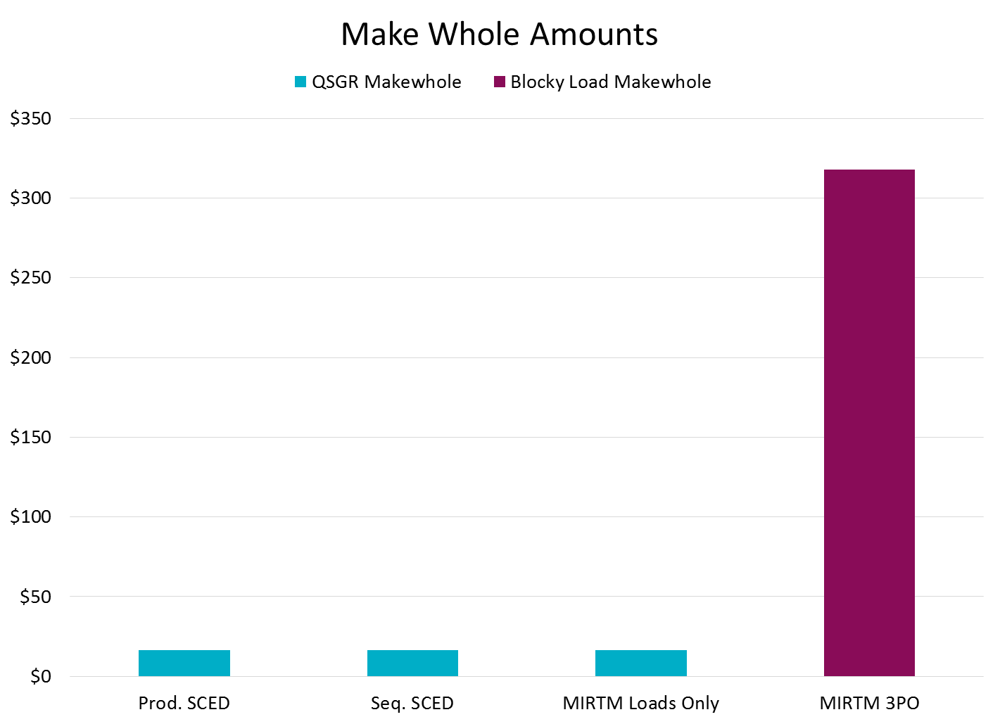 Make Whole Amounts
QSGR Makewhole Blocky Load Makewhole
$350
$300
$250
$200
$150
$100
$50
$0
Prod. SCED Seq. SCED MIRTM Loads Only MIRTM 3PO